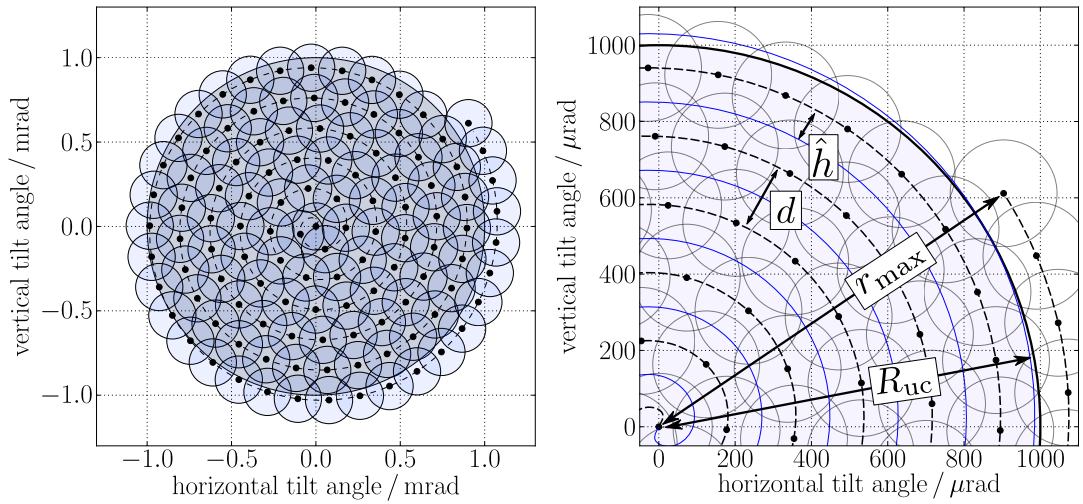 1.0
0.5
0.0
−0.5
−1.0
vertical tilt angle / mrad
−1.0
−0.5
0.0
0.5
1.0
horizontal tilt angle / mrad
1000
800
600
400
200
0
vertical tilt angle / μrad
ĥ
d
r max
R uc
0
200
400
600
800
1000
horizontal tilt angle / μrad